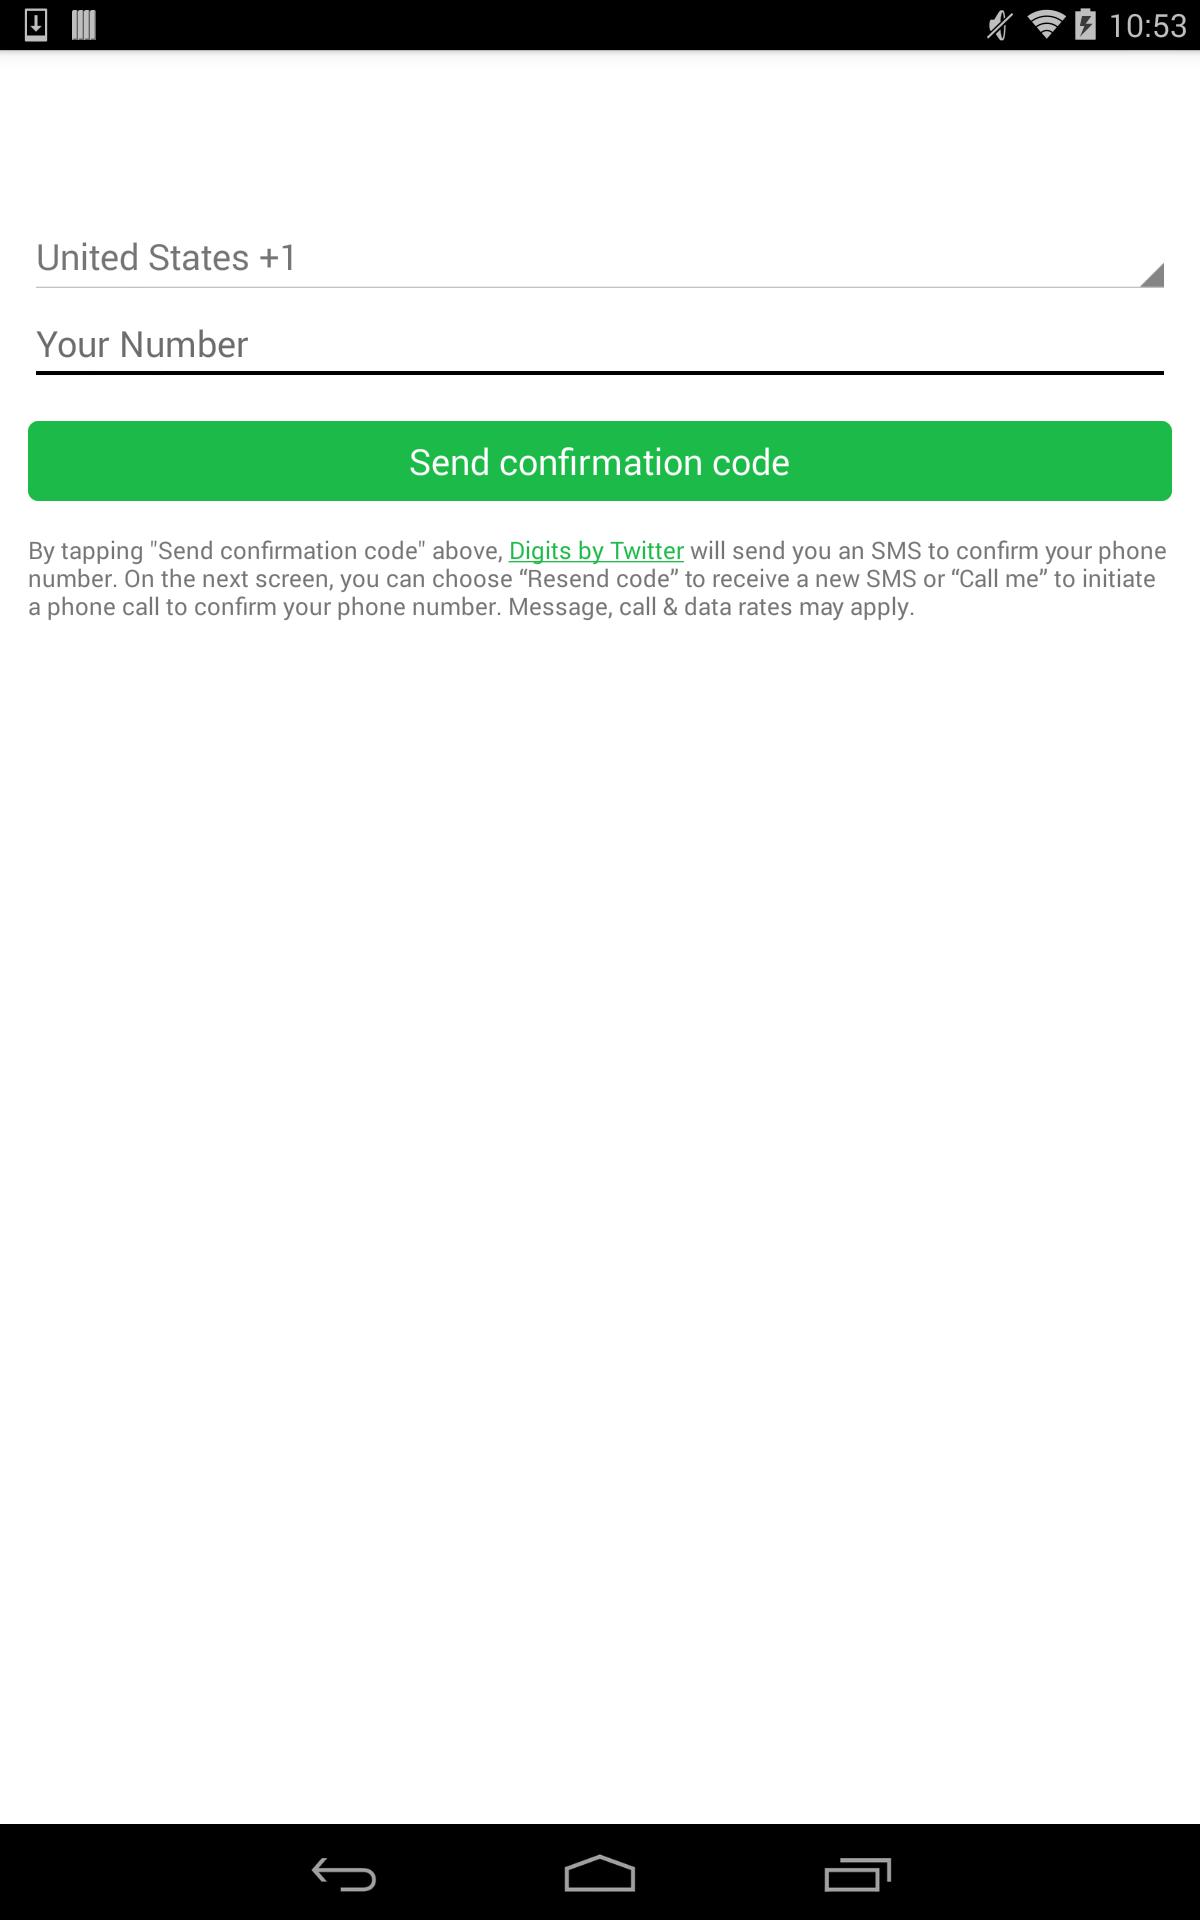 10:53
United States +1
Your Number
Send confirmation code
By tapping "Send confirmation code" above, Digits by Twitter will send you an SMS to confirm your phone
number. On the next screen, you can choose “Resend code” to receive a new SMS or “Call me” to initiate
a phone call to confirm your phone number. Message, call & data rates may apply.